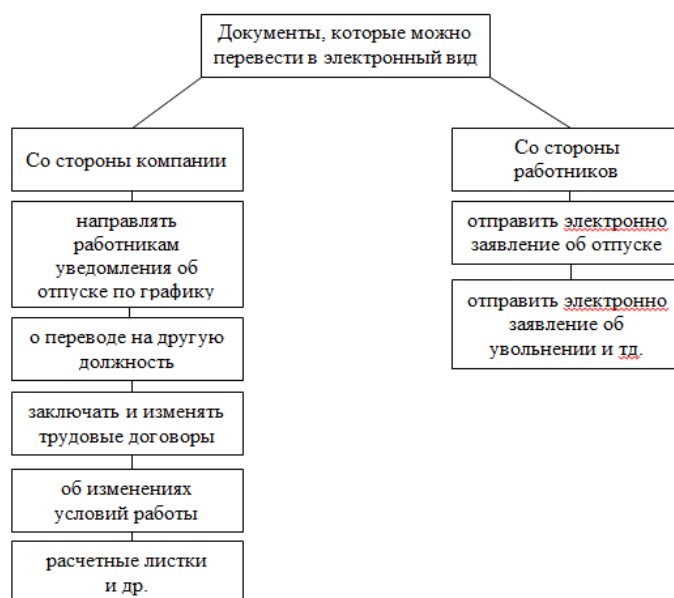 Документы, которые можно
перевести в электронный вид
Со стороны компании
направлять
работникам
уведомления об
отпуске по графику
о переводе на другую
должность
заключать и изменять
трудовые договоры
об изменениях
условий работы
расчетные листки
и др.
Со стороны
работников
отправить электронно
заявление об отпуске
отправить электронно
заявление об
увольнении и тд.